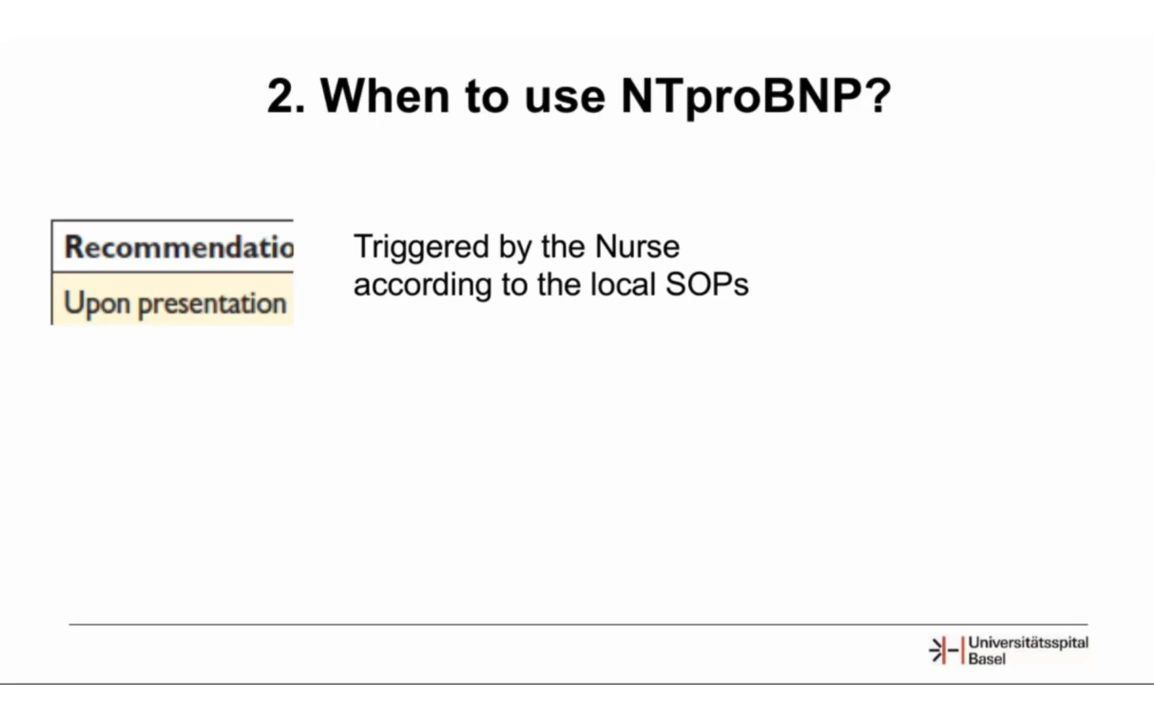 2. When to use NTproBNP?
Recommendatio
Upon presentation
Triggered by the Nurse
according to the local SOPs
Universitätsspital
Basel